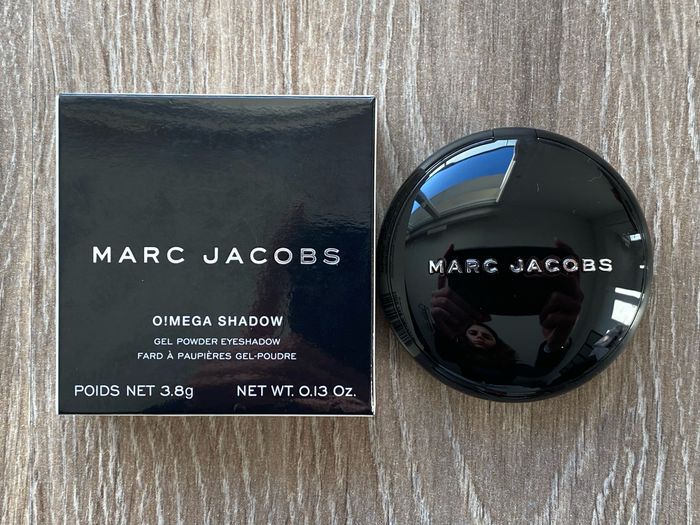 MARC JACOBS
O!MEGA SHADOW
GEL POWDER EYESHADOW
FARD À PAUPIÈRES GEL-POUDRE
POIDS NET 3.8g NET WT. 0.13 Oz.
MARC JACOBS